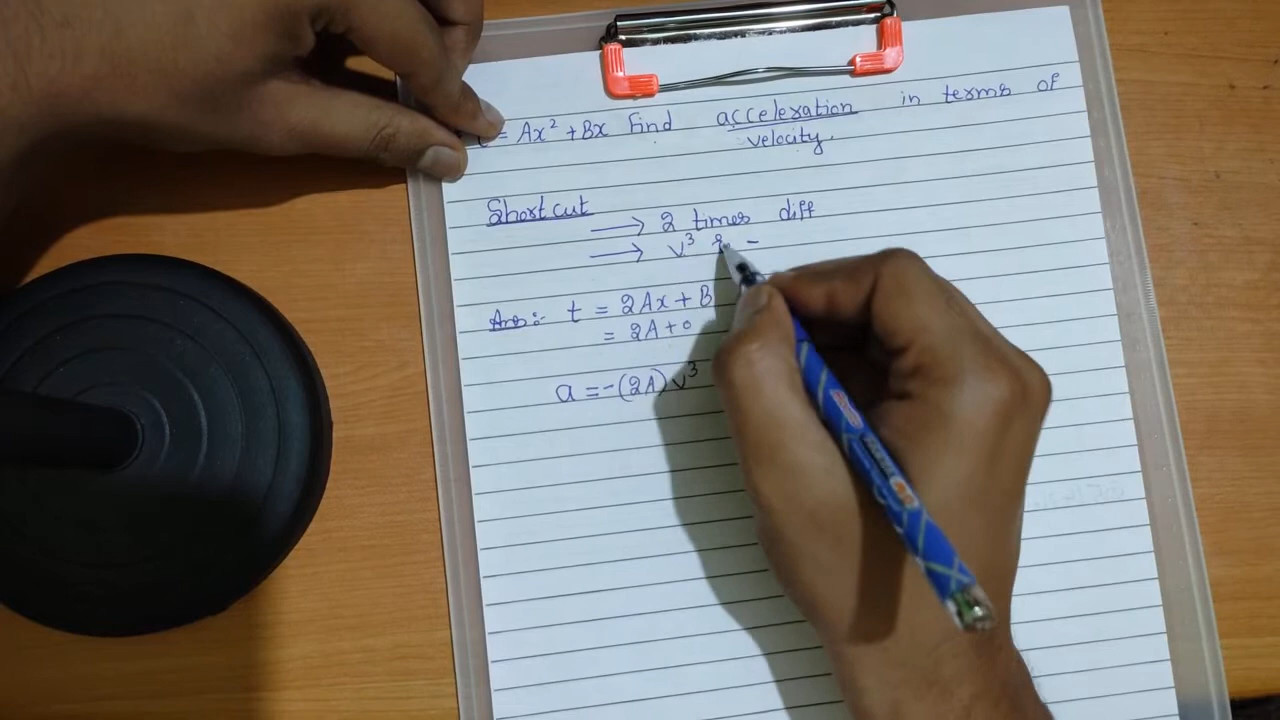 = Ax² + Bx Find acceleration in terms of
velocity.
Shortcut
→ 2 times diff
→ v³ & -
Ans:- t = 2Ax + B
= 2A + 0
a = -(2A)v³